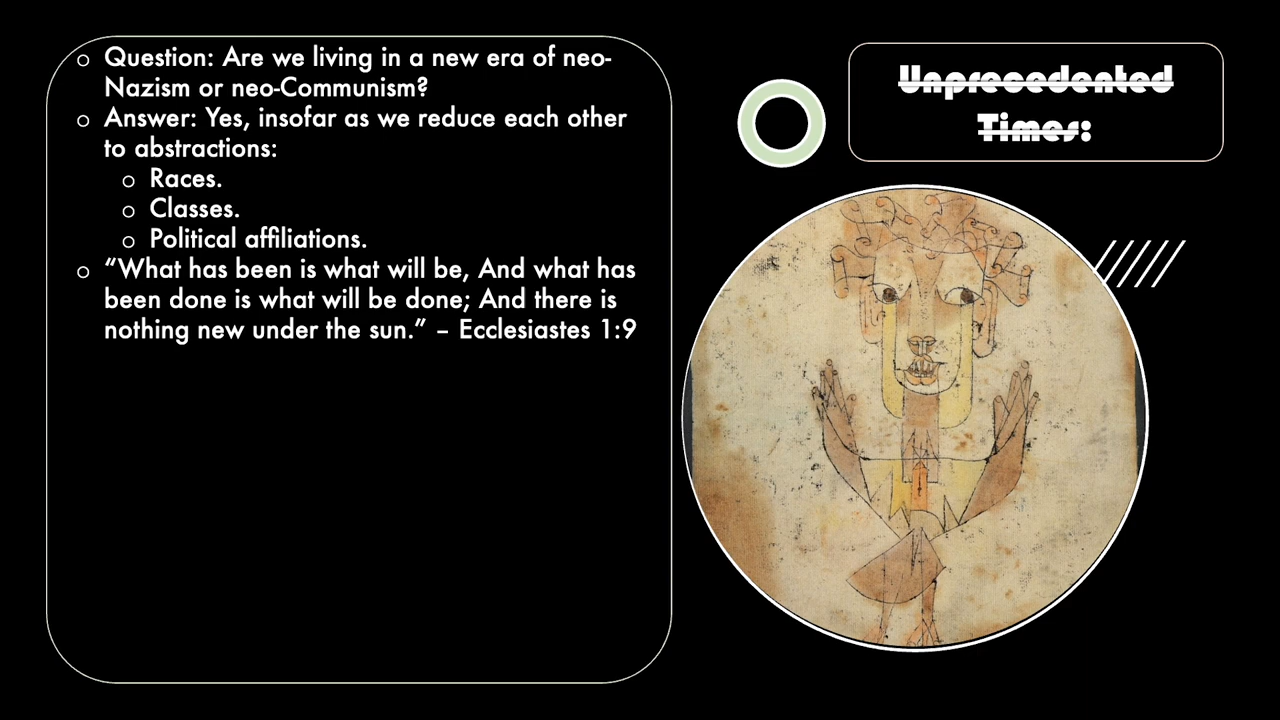 Unprecedented
Times:
○ Question: Are we living in a new era of neo-
Nazism or neo-Communism?
○ Answer: Yes, insofar as we reduce each other
to abstractions:
○ Races.
○ Classes.
○ Political affiliations.
○ “What has been is what will be, And what has
been done is what will be done; And there is
nothing new under the sun.” – Ecclesiastes 1:9